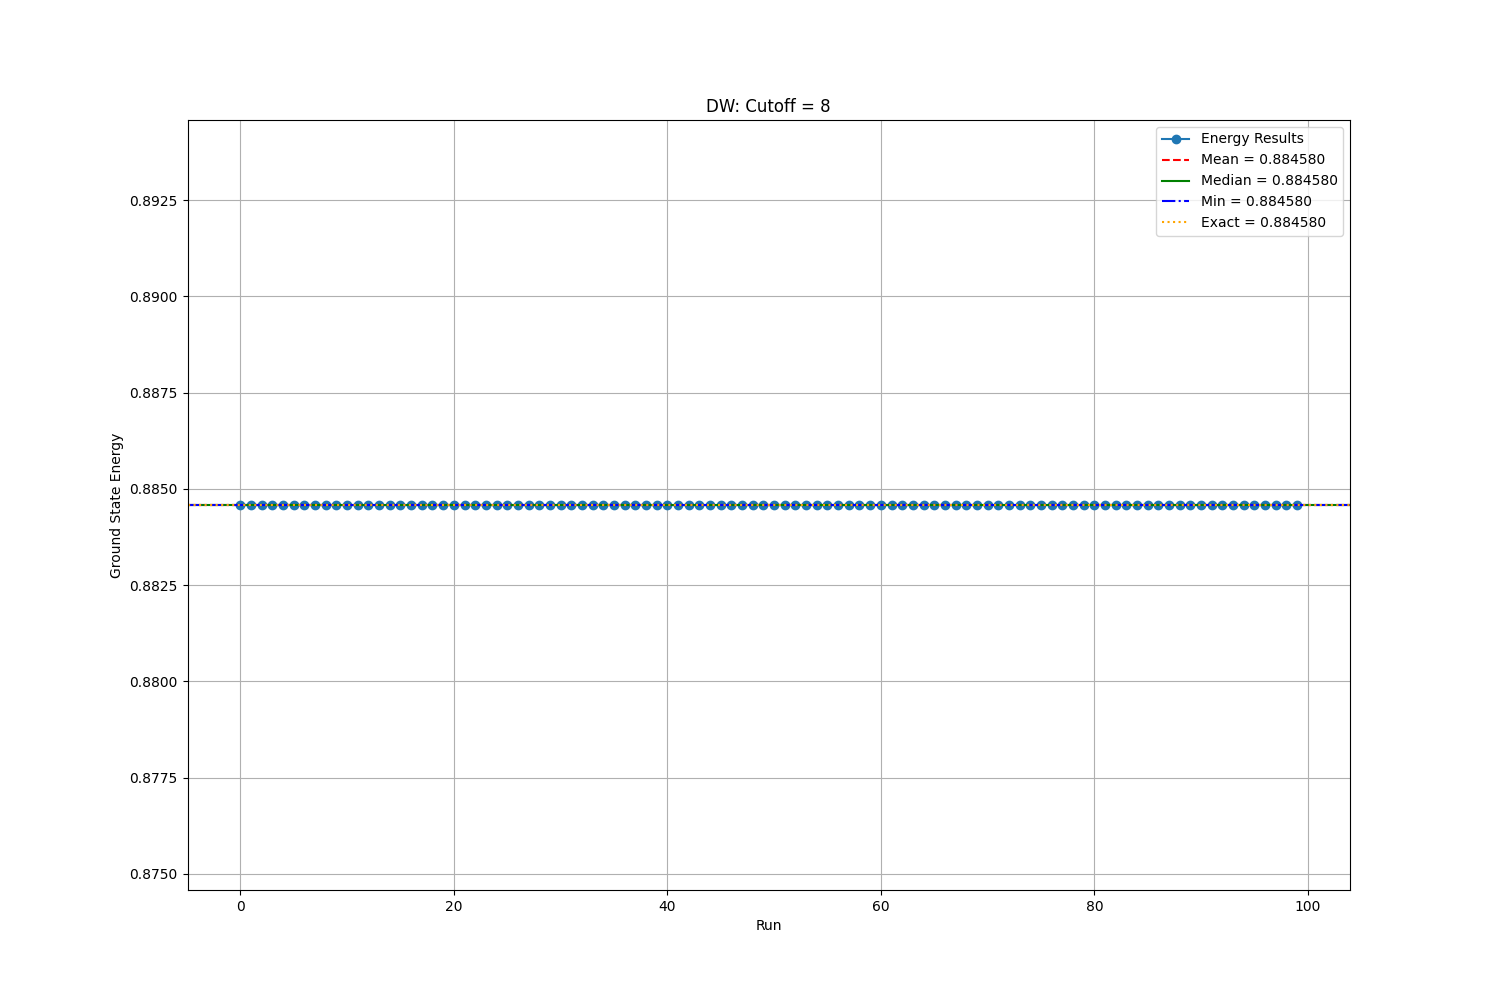 DW: Cutoff = 8
Energy Results
Mean = 0.884580
Median = 0.884580
Min = 0.884580
Exact = 0.884580
Ground State Energy
0.8925
0.8900
0.8875
0.8850
0.8825
0.8800
0.8775
0.8750
0 20 40 60 80 100
Run